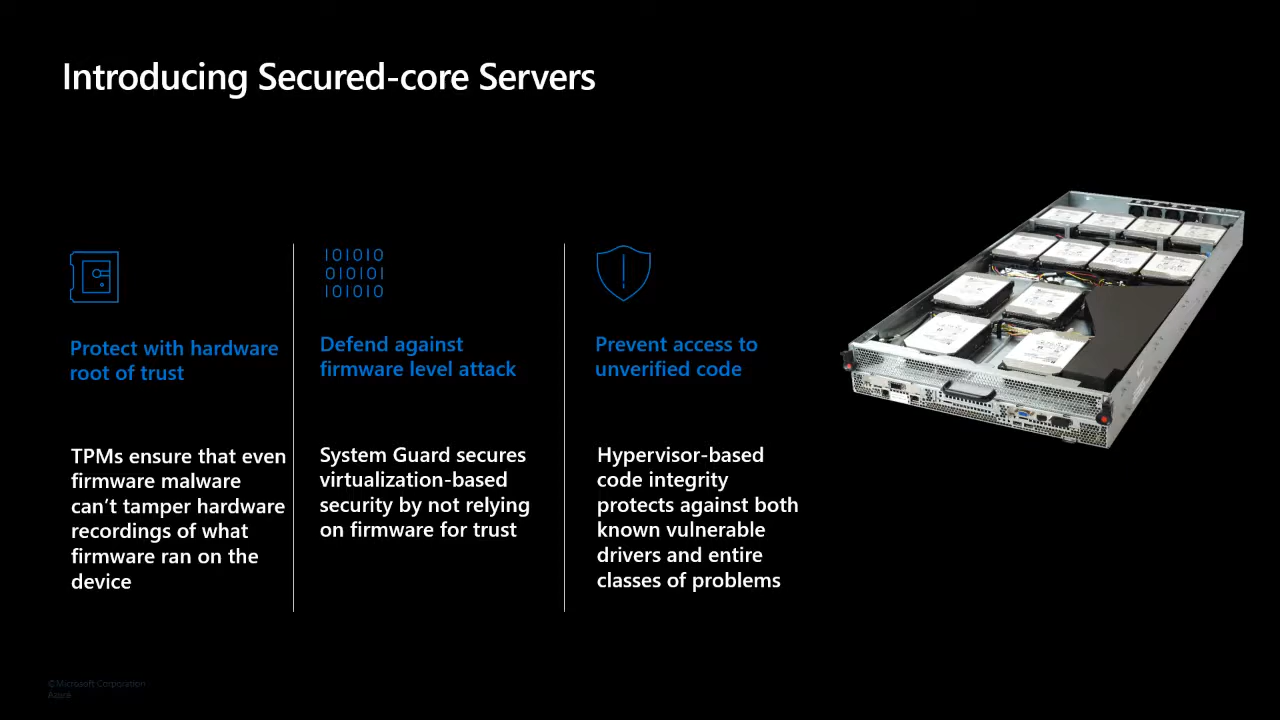 Introducing Secured-core Servers
101010
010101
101010
Protect with hardware
root of trust
Defend against
firmware level attack
Prevent access to
unverified code
TPMs ensure that even
firmware malware
can't tamper hardware
recordings of what
firmware ran on the
device
System Guard secures
virtualization-based
security by not relying
on firmware for trust
Hypervisor-based
code integrity
protects against both
known vulnerable
drivers and entire
classes of problems
©Microsoft Corporation
Azure